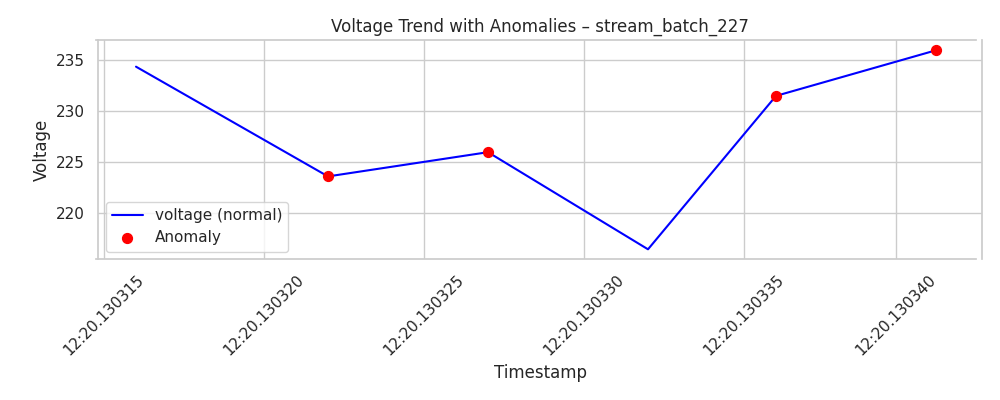 Voltage Trend with Anomalies – stream_batch_227
Voltage
235
230
225
220
voltage (normal)
Anomaly
12:20.130315
12:20.130320
12:20.130325
12:20.130330
12:20.130335
12:20.130340
Timestamp